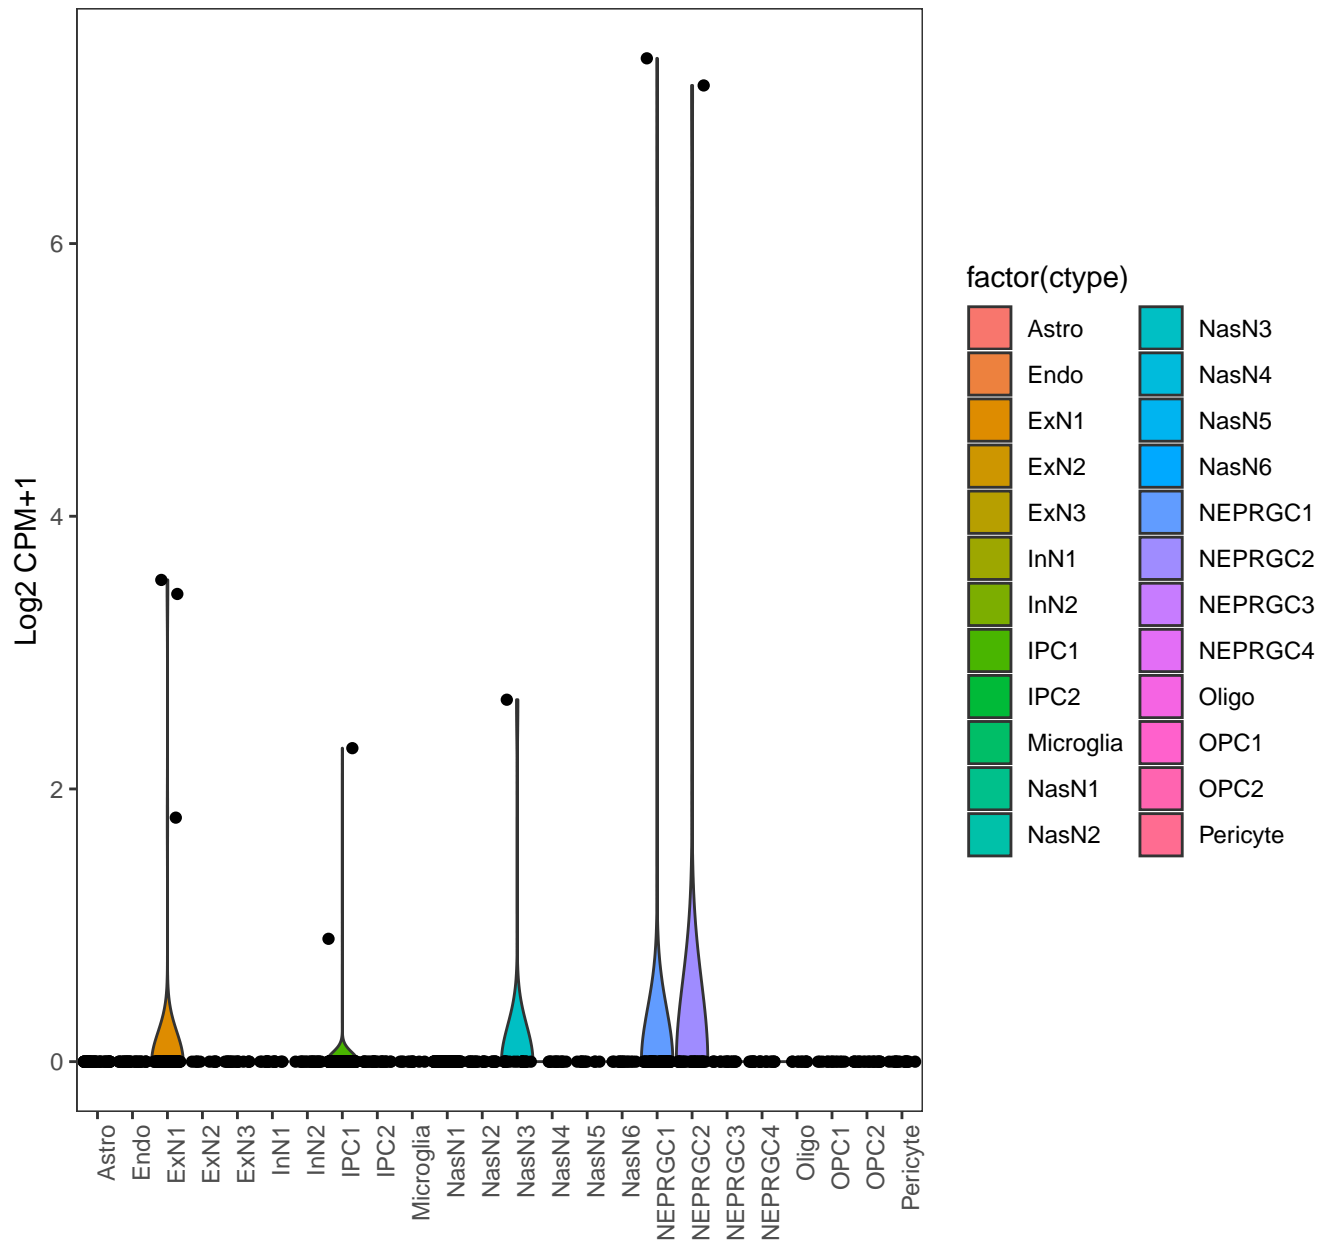 6
4
2
0
Log2 CPM+1
Astro
Endo
ExN1
ExN2
ExN3
InN1
InN2
IPC1
IPC2
Microglia
NasN1
NasN2
NasN3
NasN4
NasN5
NasN6
NEPRGC1
NEPRGC2
NEPRGC3
NEPRGC4
Oligo
OPC1
OPC2
Pericyte
factor(ctype)
Astro
Endo
ExN1
ExN2
ExN3
InN1
InN2
IPC1
IPC2
Microglia
NasN1
NasN2
NasN3
NasN4
NasN5
NasN6
NEPRGC1
NEPRGC2
NEPRGC3
NEPRGC4
Oligo
OPC1
OPC2
Pericyte